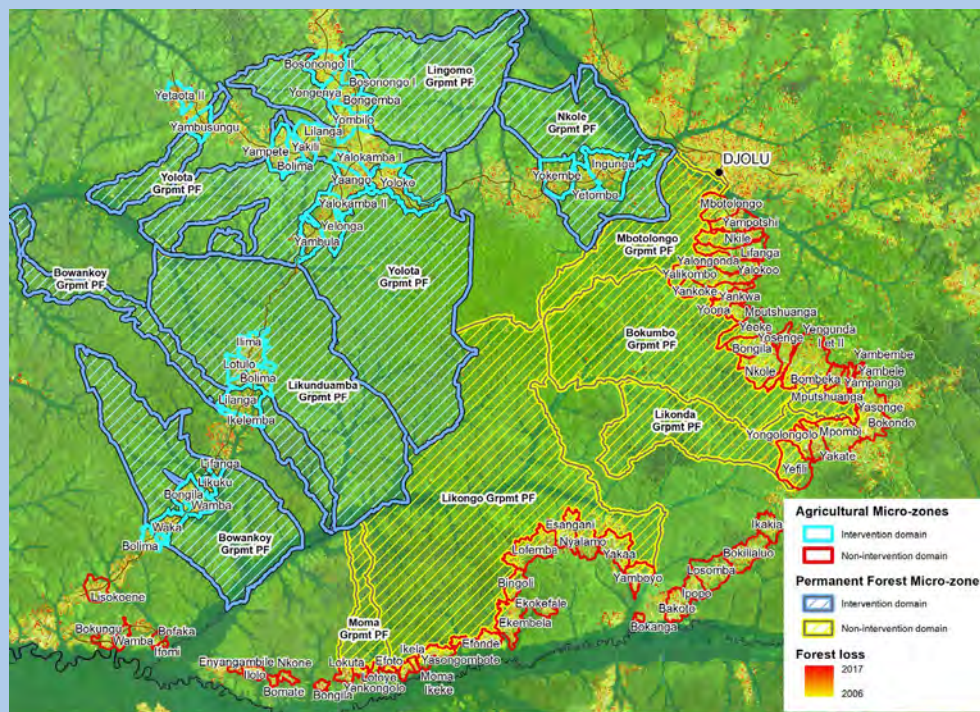 Bosonongo II
Lingomo
Grpmt PF
Bosonongo I
Yongenya
Bongemba
Yetaota II
Yambusungu
Yombilo
Lilanga
Yakili
Yampete
Bolima
Yalokamba I
Yaango
Yoloke
Yalokamba II
Yelonga
Yambula
Nkole
Grpmt PF
Ingungu
Yokembe
Yetombo
DJOLU
Yolota
Grpmt PF
Bowankoy
Grpmt PF
Yolota
Grpmt PF
Mbotolongo
Yampotshi
Nkile
Lifanga
Yalongonda
Yalokoo
Mbotolongo
Grpmt PF
Yalikombo
Yankoke
Yankwa
Yoona
Mputshuanga
Yeeke
Yosenge
Yengunda
I et II
Bongila
Nkole
Bokumbo
Grpmt PF
Yambembe
Yambele
Bombeka
Yampanga
Mputshuanga
Yasonge
Bokondo
Ilima
Lotulo
Bolima
Lilanga
Ikelemba
Likunduamba
Grpmt PF
Likonda
Grpmt PF
Yongolongolo
Mpombi
Yakate
Yefili
Lifanga
Likuku
Bongila
Wamba
Waka
Bolima
Bowankoy
Grpmt PF
Likongo Grpmt PF
Esangani
Nyalamo
Lofemba
Yakaa
Yamboyo
Bingoli
Ekokefale
Ekembela
Ikakia
Bokilialuo
Losomba
Ipopo
Bakoto
Bokanga
Lisokoene
Bokungu
Bofaka
Wamba
Ifomi
Moma
Grpmt PF
Enyangambile
Nkone
Ilolo
Bomate
Bongila
Lokuta
Yankongolo
Efoto
Lotoye
Ikela
Efonde
Yasongombote
Moma
Ikeke
Agricultural Micro-zones
Intervention domain
Non-intervention domain
Permanent Forest Micro-zone
Intervention domain
Non-intervention domain
Forest loss
2017
2006